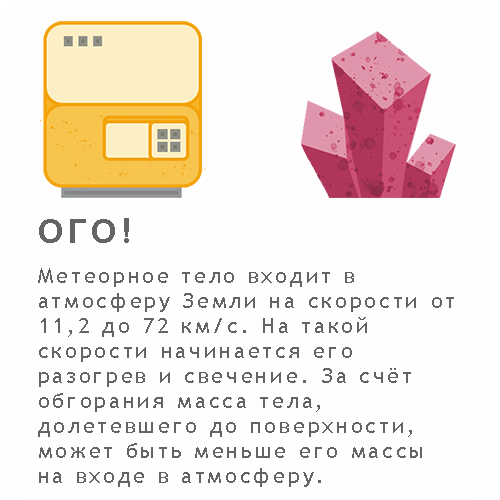 ОГО!
Метеорное тело входит в
атмосферу Земли на скорости от
11,2 до 72 км/с. На такой
скорости начинается его
разогрев и свечение. За счёт
обгорания масса тела,
долетевшего до поверхности,
может быть меньше его массы
на входе в атмосферу.